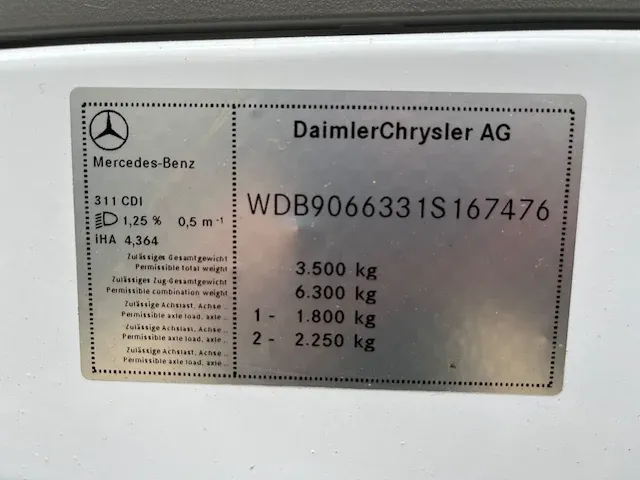 Mercedes-Benz
311 CDI
1,25 % 0,5 m⁻¹
iHA 4,364
DaimlerChrysler AG
WDB9066331S167476
Zulässiges Gesamtgewicht
Permissible total weight 3.500 kg
Zulässiges Zug-Gesamtgewicht
Permissible combination weight 6.300 kg
Zulässige Achslast, Achse ..
Permissible axle load, axle .. 1 - 1.800 kg
Zulässige Achslast, Achse ..
Permissible axle load, axle .. 2 - 2.250 kg
Zulässige Achslast, Achse ..
Permissible axle load, axle ..